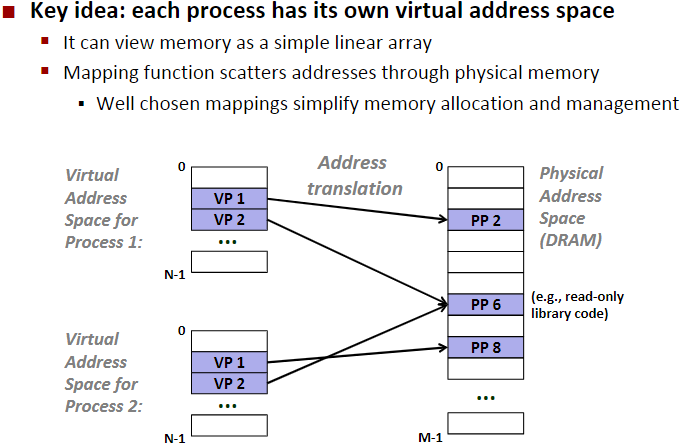 ■ Key idea: each process has its own virtual address space
▪ It can view memory as a simple linear array
▪ Mapping function scatters addresses through physical memory
▪ Well chosen mappings simplify memory allocation and management
Virtual
Address
Space for
Process 1:
0
VP 1
VP 2
...
N-1
Address
translation
0
PP 2
PP 6
PP 8
...
M-1
Physical
Address
Space
(DRAM)
(e.g., read-only
library code)
Virtual
Address
Space for
Process 2:
0
VP 1
VP 2
...
N-1